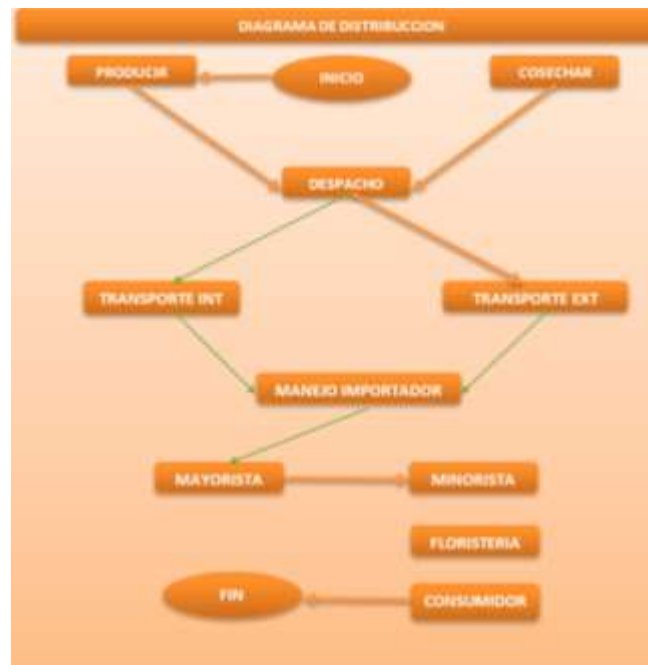 DIAGRAMA DE DISTRIBUCCION
PRODUCIR
INICIO
COSECHAR
DESPACHO
TRANSPORTE INT
TRANSPORTE EXT
MANEJO IMPORTADOR
MAYORISTA
MINORISTA
FLORISTERIA
FIN
CONSUMIDOR